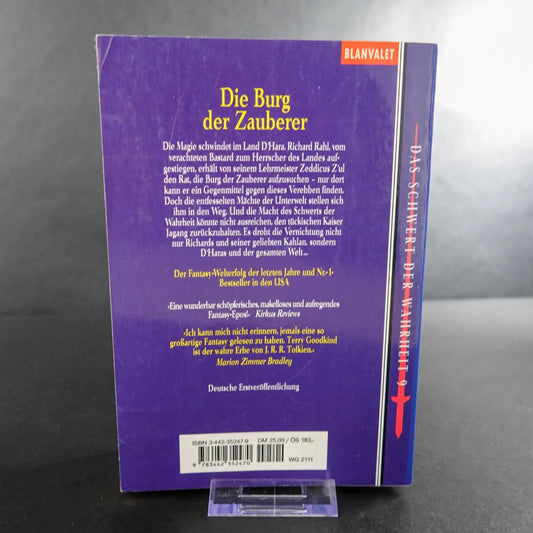 BLANVALET
Die Burg
der Zauberer
Die Magie schwindet im Land D'Hara. Richard Rahl, vom
verachteten Bastard zum Herrscher des Landes auf-
gestiegen, erhält von seinem Lehrmeister Zeddicus Z'ul
den Rat, die Burg der Zauberer aufzusuchen – nur dort
kann er ein Gegenmittel gegen dieses Verebben finden.
Doch die entfesselten Mächte der Unterwelt stellen sich
ihm in den Weg. Und die Macht des Schwerts der
Wahrheit könnte nicht ausreichen, den tückischen Kaiser
Jagang zurückzuhalten. Es droht die Vernichtung nicht
nur Richards und seiner geliebten Kahlan, sondern
D'Haras und der gesamten Welt...
Der Fantasy-Welterfolg der letzten Jahre und Nr.-1-
Bestseller in den USA
»Eine wunderbar schöpferisches, makelloses und aufregendes
Fantasy-Epos!« Kirkus Reviews
»Ich kann mich nicht erinnern, jemals eine so
großartige Fantasy gelesen zu haben. Terry Goodkind
ist der wahre Erbe von J. R. R. Tolkien.«
Marion Zimmer Bradley
Deutsche Erstveröffentlichung
ISBN 3-442-35247-9 DM 25,00 / ÖS 183,-
9 783442 352470 WG 2111
DAS SCHWERT DER WAHRHEIT 9